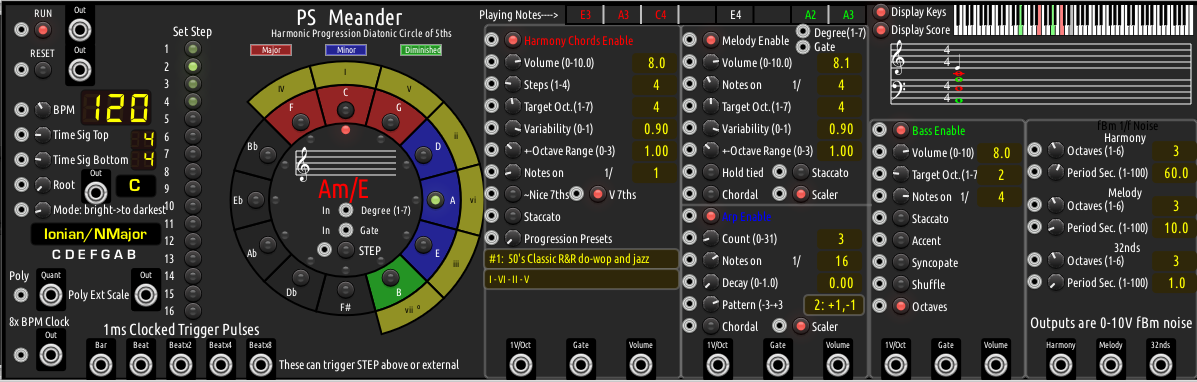 RUN
Out
RESET
Out
BPM
120
Time Sig Top
4
Time Sig Bottom
4
Root
Out
C
Mode: bright->to darkest
Ionian/NMajor
C D E F G A B
Poly
Quant
Poly Ext Scale
Out
8x BPM Clock
Out
1ms Clocked Trigger Pulses
Bar
Beat
Beatx2
Beatx4
Beatx8
These can trigger STEP above or external
Set Step
1
2
3
4
5
6
7
8
9
10
11
12
13
14
15
16
PS Meander
Harmonic Progression Diatonic Circle of 5ths
Major
Minor
Diminished
I
IV
V
ii
vi
iii
vii °
C
F
G
Bb
D
Eb
A
Ab
E
Db
B
F#
Am/E
In
Degree (1-7)
In
Gate
STEP
Playing Notes---->
E3
A3
C4
E4
A2
A3
Harmony Chords Enable
Volume (0-10.0)
8.0
Steps (1-4)
4
Target Oct.(1-7)
4
Variability (0-1)
0.90
+-Octave Range (0-3)
1.00
Notes on 1/
1
~Nice 7ths
V 7ths
Staccato
Progression Presets
#1: 50's Classic R&R do-wop and jazz
I - VI - II - V
1V/Oct
Gate
Volume
Melody Enable
Degree(1-7)
Gate
Volume (0-10.0)
8.1
Notes on 1/
4
Target Oct.(1-7)
4
Variability (0-1)
0.90
+-Octave Range (0-3)
1.00
Hold tied
Staccato
Chordal
Scaler
Arp Enable
Count (0-31)
3
Notes on 1/
16
Decay (0-1.0)
0.00
Pattern (-3-+3
2: +1,-1
Chordal
Scaler
1V/Oct
Gate
Volume
Display Keys
Display Score
4
4
4
4
Bass Enable
Volume (0-10)
8.0
Target Oct.(1-7
2
Notes on 1/
4
Staccato
Accent
Syncopate
Shuffle
Octaves
1V/Oct
Gate
Volume
fBm 1/f Noise
Harmony
Octaves (1-6)
3
Period Sec. (1-100)
60.0
Melody
Octaves (1-6)
3
Period Sec. (1-100)
10.0
32nds
Octaves (1-6)
3
Period Sec. (1-100)
1.0
Outputs are 0-10V fBm noise
Harmony
Melody
32nds